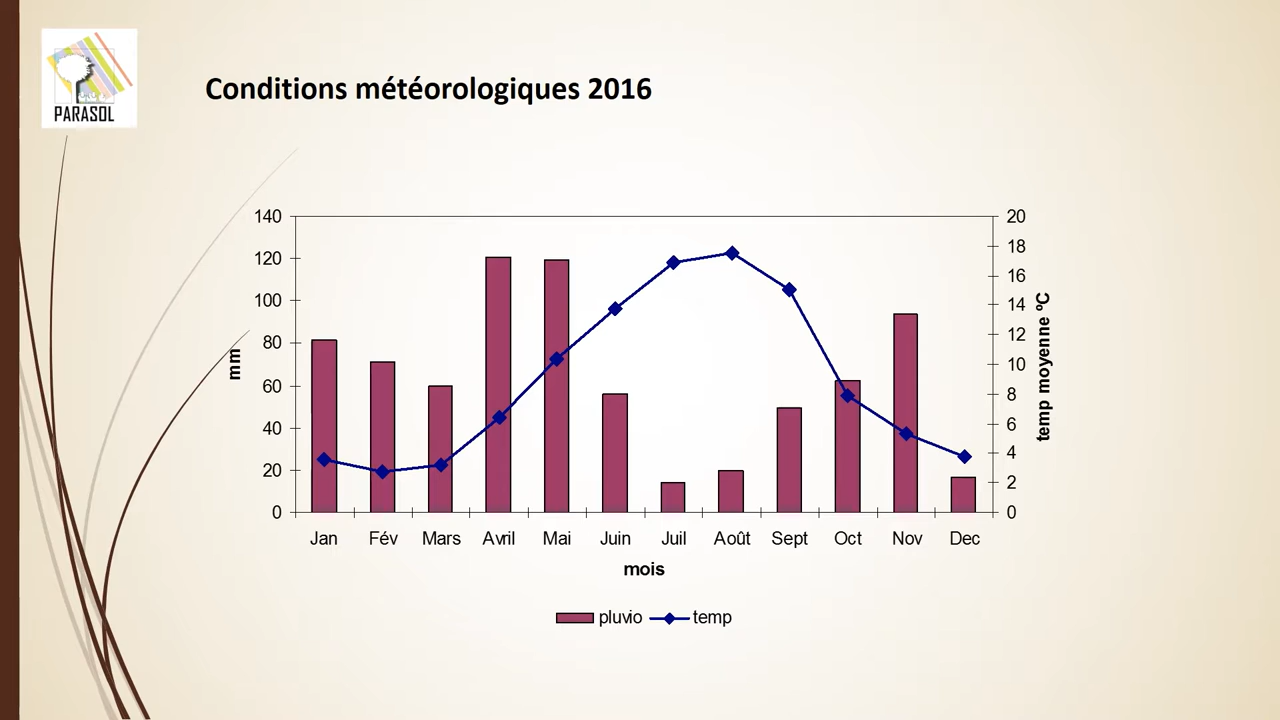 PARASOL
Conditions météorologiques 2016
140
120
100
80
60
40
20
0
mm
20
18
16
14
12
10
8
6
4
2
0
temp moyenne ºC
Jan Fév Mars Avril Mai Juin Juil Août Sept Oct Nov Dec
mois
pluvio temp